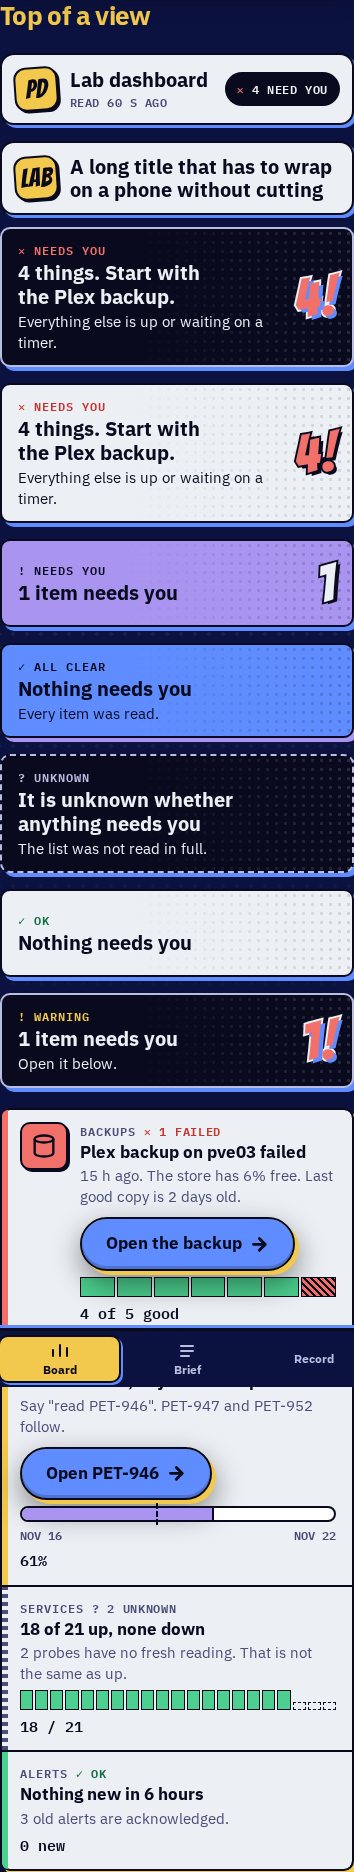 Top of a view
PD
Lab dashboard
READ 60 S AGO
× 4 NEED YOU
LAB
A long title that has to wrap
on a phone without cutting
× NEEDS YOU
4 things. Start with
the Plex backup.
Everything else is up or waiting on a
timer.
4!
× NEEDS YOU
4 things. Start with
the Plex backup.
Everything else is up or waiting on a
timer.
4!
! NEEDS YOU
1 item needs you
1
✓ ALL CLEAR
Nothing needs you
Every item was read.
? UNKNOWN
It is unknown whether
anything needs you
The list was not read in full.
✓ OK
Nothing needs you
! WARNING
1 item needs you
Open it below.
1!
BACKUPS × 1 FAILED
Plex backup on pve03 failed
15 h ago. The store has 6% free. Last
good copy is 2 days old.
Open the backup →
4 of 5 good
Board
Brief
Record
Say "read PET-946". PET-947 and PET-952
follow.
Open PET-946 →
NOV 16
NOV 22
61%
SERVICES ? 2 UNKNOWN
18 of 21 up, none down
2 probes have no fresh reading. That is not
the same as up.
18 / 21
ALERTS ✓ OK
Nothing new in 6 hours
3 old alerts are acknowledged.
0 new